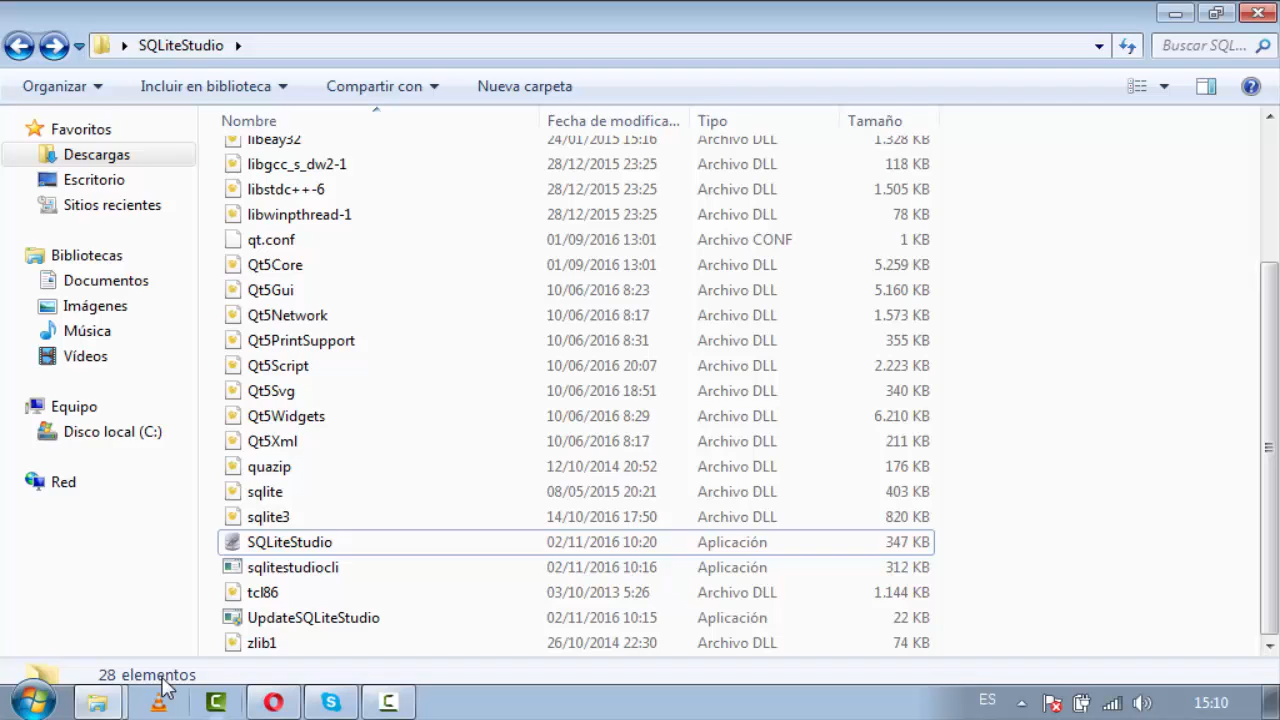 SQLiteStudio
Buscar SQL...
Organizar Incluir en biblioteca Compartir con Nueva carpeta
Nombre Fecha de modifica... Tipo Tamaño
Favoritos
Descargas
Escritorio
Sitios recientes
Bibliotecas
Documentos
Imágenes
Música
Vídeos
Equipo
Disco local (C:)
Red
libeay32 24/01/2015 15:16 Archivo DLL 1.328 KB
libgcc_s_dw2-1 28/12/2015 23:25 Archivo DLL 118 KB
libstdc++-6 28/12/2015 23:25 Archivo DLL 1.505 KB
libwinpthread-1 28/12/2015 23:25 Archivo DLL 78 KB
qt.conf 01/09/2016 13:01 Archivo CONF 1 KB
Qt5Core 01/09/2016 13:01 Archivo DLL 5.259 KB
Qt5Gui 10/06/2016 8:23 Archivo DLL 5.160 KB
Qt5Network 10/06/2016 8:17 Archivo DLL 1.573 KB
Qt5PrintSupport 10/06/2016 8:31 Archivo DLL 355 KB
Qt5Script 10/06/2016 20:07 Archivo DLL 2.223 KB
Qt5Svg 10/06/2016 18:51 Archivo DLL 340 KB
Qt5Widgets 10/06/2016 8:29 Archivo DLL 6.210 KB
Qt5Xml 10/06/2016 8:17 Archivo DLL 211 KB
quazip 12/10/2014 20:52 Archivo DLL 176 KB
sqlite 08/05/2015 20:21 Archivo DLL 403 KB
sqlite3 14/10/2016 17:50 Archivo DLL 820 KB
SQLiteStudio 02/11/2016 10:20 Aplicación 347 KB
sqlitestudiocli 02/11/2016 10:16 Aplicación 312 KB
tcl86 03/10/2013 5:26 Archivo DLL 1.144 KB
UpdateSQLiteStudio 02/11/2016 10:15 Aplicación 22 KB
zlib1 26/10/2014 22:30 Archivo DLL 74 KB
28 elementos
ES 15:10